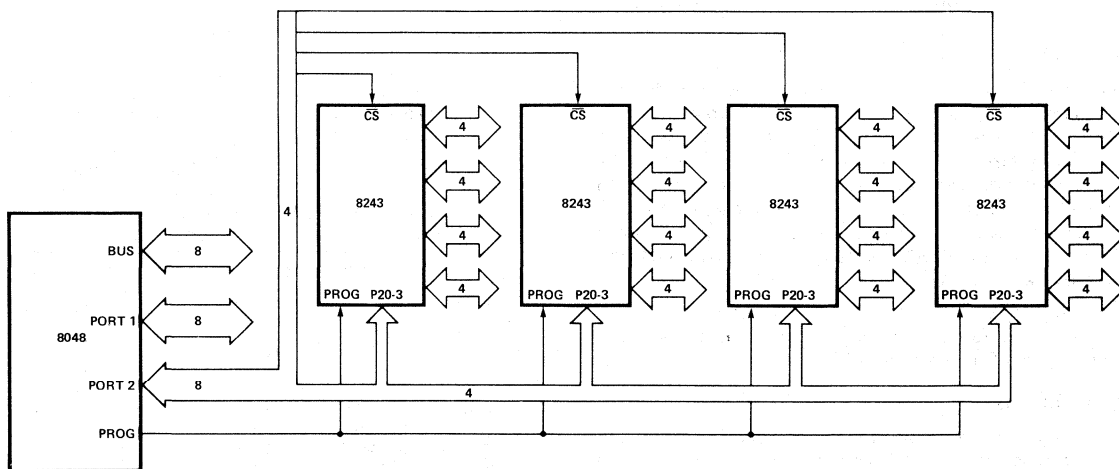 4
CS CS CS CS
4 4 4 4
4 4 4 4
4
8243 8243 8243 8243
4 4 4 4
BUS 8
4 4 4 4
PROG P20-3 PROG P20-3 PROG P20-3 PROG P20-3
PORT 1 8
8048
PORT 2 8
4
PROG